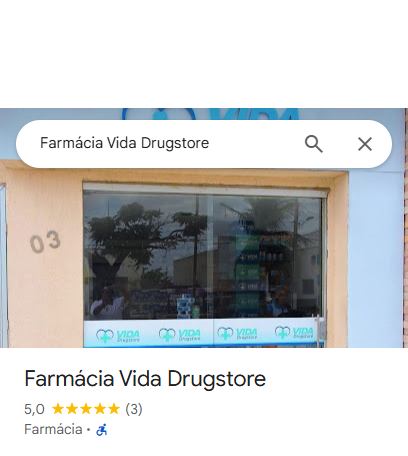 VIDA
Farmácia Vida Drugstore
03
VIDA Drugstore VIDA Drugstore VIDA Drugstore VIDA Drugstore
Farmácia Vida Drugstore
5,0 (3)
Farmácia ·